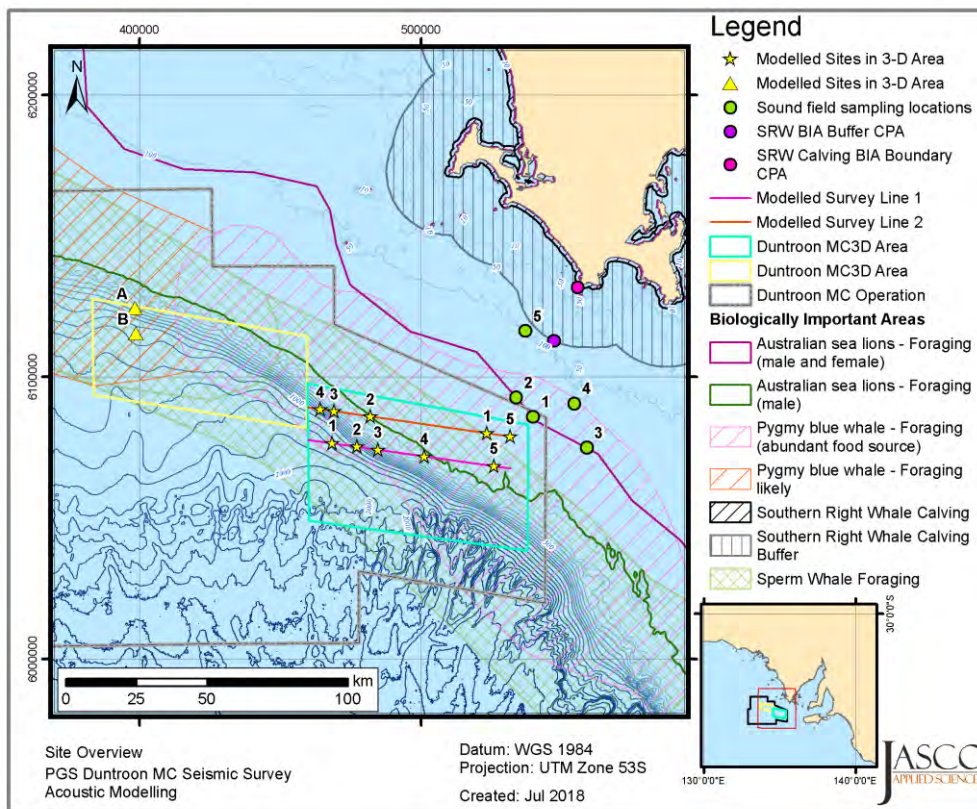 400000
500000
N
6200000
6100000
6000000
A
B
4
3
2
1
5
1
2
3
4
5
5
2
1
4
3
100
50
100
1000
0
25
50
100
km
Legend
Modelled Sites in 3-D Area
Modelled Sites in 3-D Area
Sound field sampling locations
SRW BIA Buffer CPA
SRW Calving BIA Boundary
CPA
Modelled Survey Line 1
Modelled Survey Line 2
Duntroon MC3D Area
Duntroon MC3D Area
Duntroon MC Operation
Biologically Important Areas
Australian sea lions - Foraging
(male and female)
Australian sea lions - Foraging
(male)
Pygmy blue whale - Foraging
(abundant food source)
Pygmy blue whale - Foraging
likely
Southern Right Whale Calving
Southern Right Whale Calving
Buffer
Sperm Whale Foraging
30°0'0"S
130°0'0"E
140°0'0"E
Site Overview
PGS Duntroon MC Seismic Survey
Acoustic Modelling
Datum: WGS 1984
Projection: UTM Zone 53S
Created: Jul 2018
JASCO
APPLIED SCIENCES